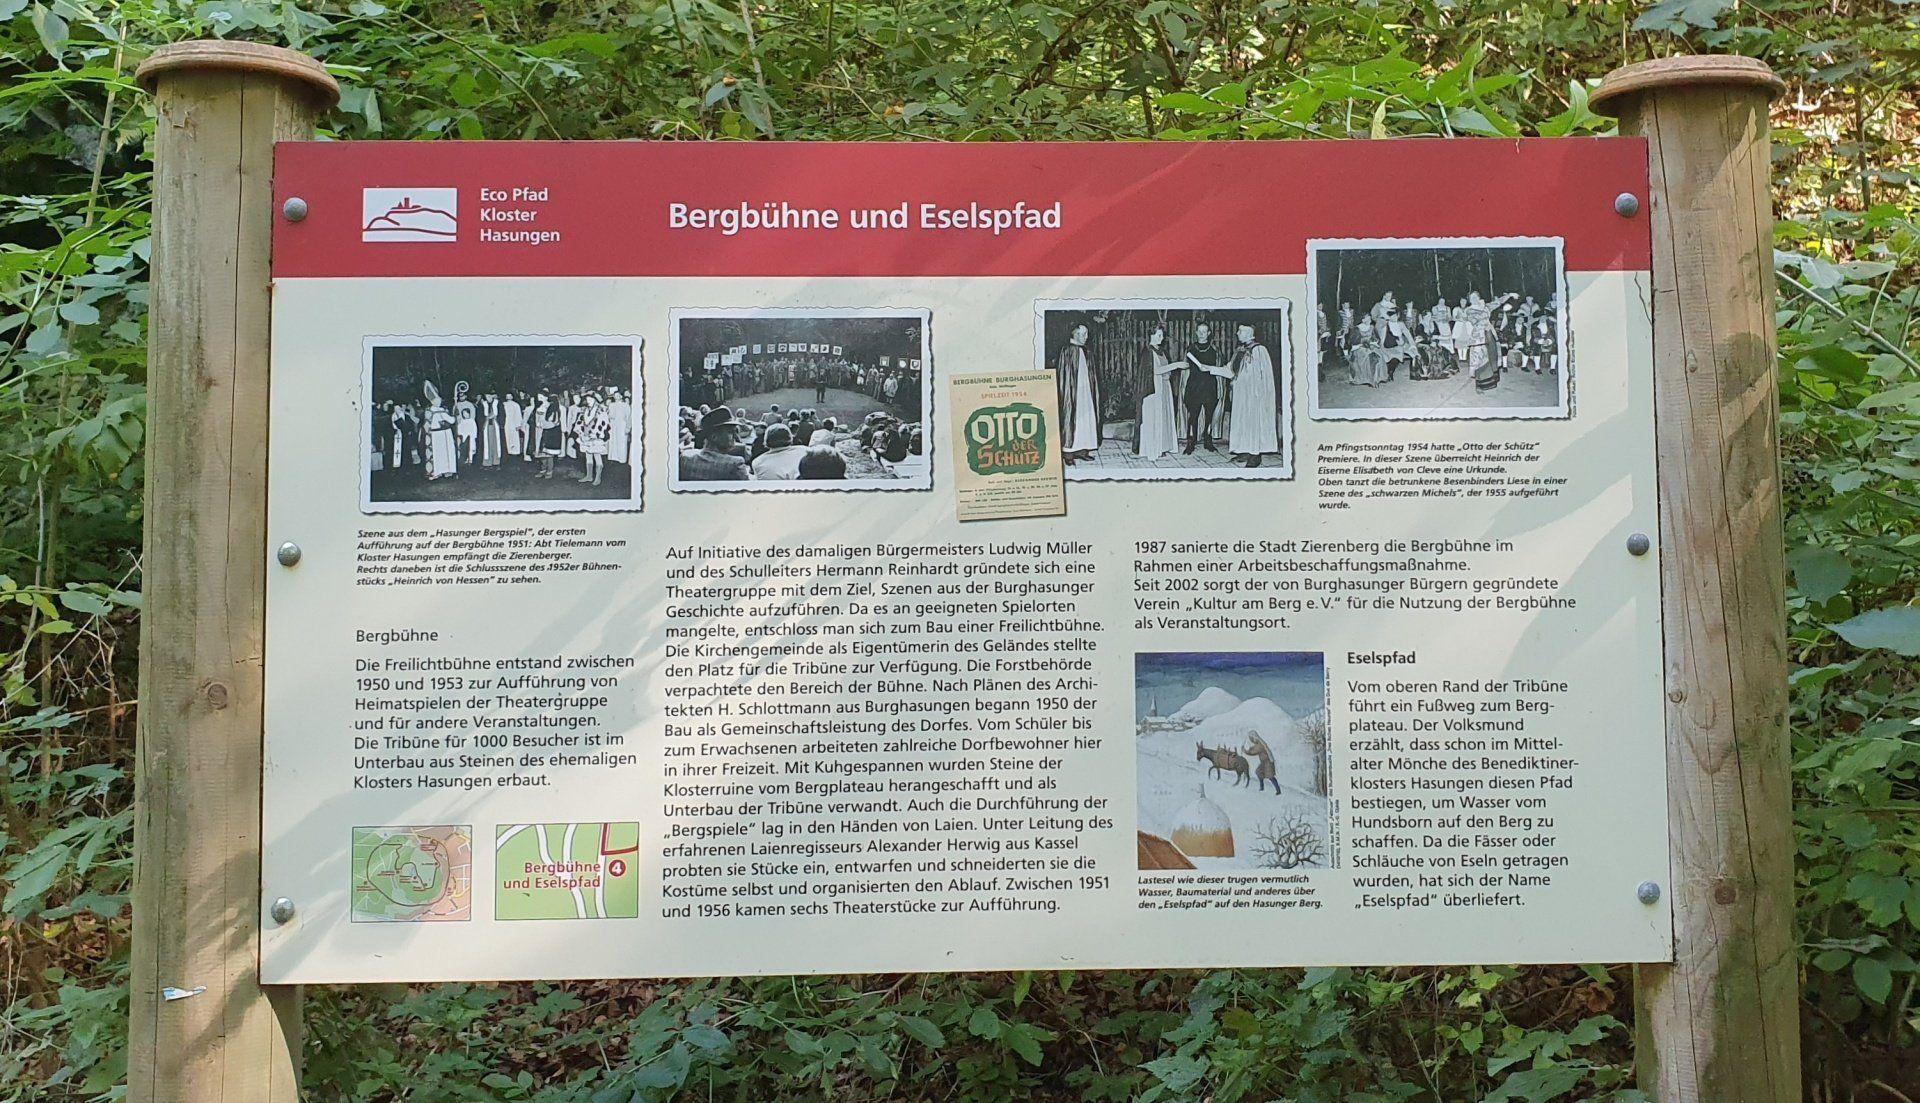 Eco Pfad
Kloster
Hasungen
Bergbühne und Eselspfad
BERGBÜHNE BURGHASUNGEN
SPIELZEIT 1954
OTTO
DER
SCHÜTZ
Am Pfingstsonntag 1954 hatte „Otto der Schütz“
Premiere. In dieser Szene überreicht Heinrich der
Eiserne Elisabeth von Cleve eine Urkunde.
Oben tanzt die betrunkene Besenbinders Liese in einer
Szene des „schwarzen Michels“, der 1955 aufgeführt
wurde.
Szene aus dem „Hasunger Bergspiel“, der ersten
Aufführung auf der Bergbühne 1951: Abt Tielemann vom
Kloster Hasungen empfängt die Zierenberger.
Rechts daneben ist die Schlussszene des 1952er Bühnen-
stücks „Heinrich von Hessen“ zu sehen.
Bergbühne
Die Freilichtbühne entstand zwischen
1950 und 1953 zur Aufführung von
Heimatspielen der Theatergruppe
und für andere Veranstaltungen.
Die Tribüne für 1000 Besucher ist im
Unterbau aus Steinen des ehemaligen
Klosters Hasungen erbaut.
Bergbühne
und Eselspfad
4
Auf Initiative des damaligen Bürgermeisters Ludwig Müller
und des Schulleiters Hermann Reinhardt gründete sich eine
Theatergruppe mit dem Ziel, Szenen aus der Burghasunger
Geschichte aufzuführen. Da es an geeigneten Spielorten
mangelte, entschloss man sich zum Bau einer Freilichtbühne.
Die Kirchengemeinde als Eigentümerin des Geländes stellte
den Platz für die Tribüne zur Verfügung. Die Forstbehörde
verpachtete den Bereich der Bühne. Nach Plänen des Archi-
tekten H. Schlottmann aus Burghasungen begann 1950 der
Bau als Gemeinschaftsleistung des Dorfes. Vom Schüler bis
zum Erwachsenen arbeiteten zahlreiche Dorfbewohner hier
in ihrer Freizeit. Mit Kuhgespannen wurden Steine der
Klosterruine vom Bergplateau herangeschafft und als
Unterbau der Tribüne verwandt. Auch die Durchführung der
„Bergspiele“ lag in den Händen von Laien. Unter Leitung des
erfahrenen Laienregisseurs Alexander Herwig aus Kassel
probten sie Stücke ein, entwarfen und schneiderten sie die
Kostüme selbst und organisierten den Ablauf. Zwischen 1951
und 1956 kamen sechs Theaterstücke zur Aufführung.
1987 sanierte die Stadt Zierenberg die Bergbühne im
Rahmen einer Arbeitsbeschaffungsmaßnahme.
Seit 2002 sorgt der von Burghasunger Bürgern gegründete
Verein „Kultur am Berg e. V.“ für die Nutzung der Bergbühne
als Veranstaltungsort.
Lastesel wie dieser trugen vermutlich
Wasser, Baumaterial und anderes über
den „Eselspfad“ auf den Hasunger Berg.
Eselspfad
Vom oberen Rand der Tribüne
führt ein Fußweg zum Berg-
plateau. Der Volksmund
erzählt, dass schon im Mittel-
alter Mönche des Benediktiner-
klosters Hasungen diesen Pfad
bestiegen, um Wasser vom
Hundsborn auf den Berg zu
schaffen. Da die Fässer oder
Schläuche von Eseln getragen
wurden, hat sich der Name
„Eselspfad“ überliefert.